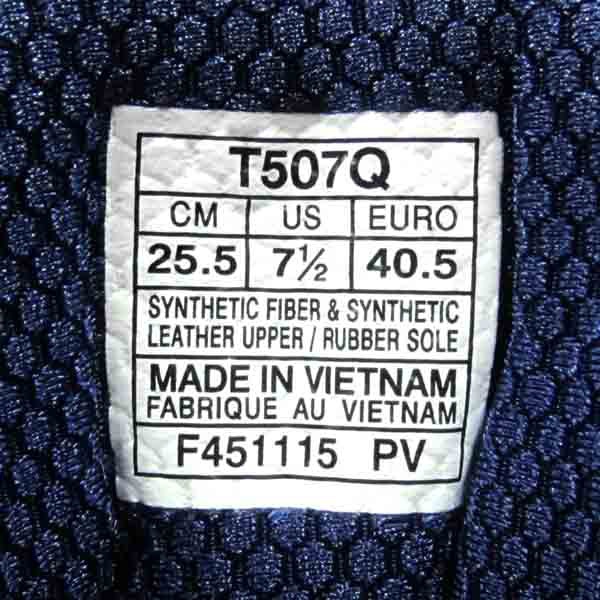 T507Q
CM US EURO
25.5 7½ 40.5
SYNTHETIC FIBER & SYNTHETIC
LEATHER UPPER / RUBBER SOLE
MADE IN VIETNAM
FABRIQUE AU VIETNAM
F451115 PV